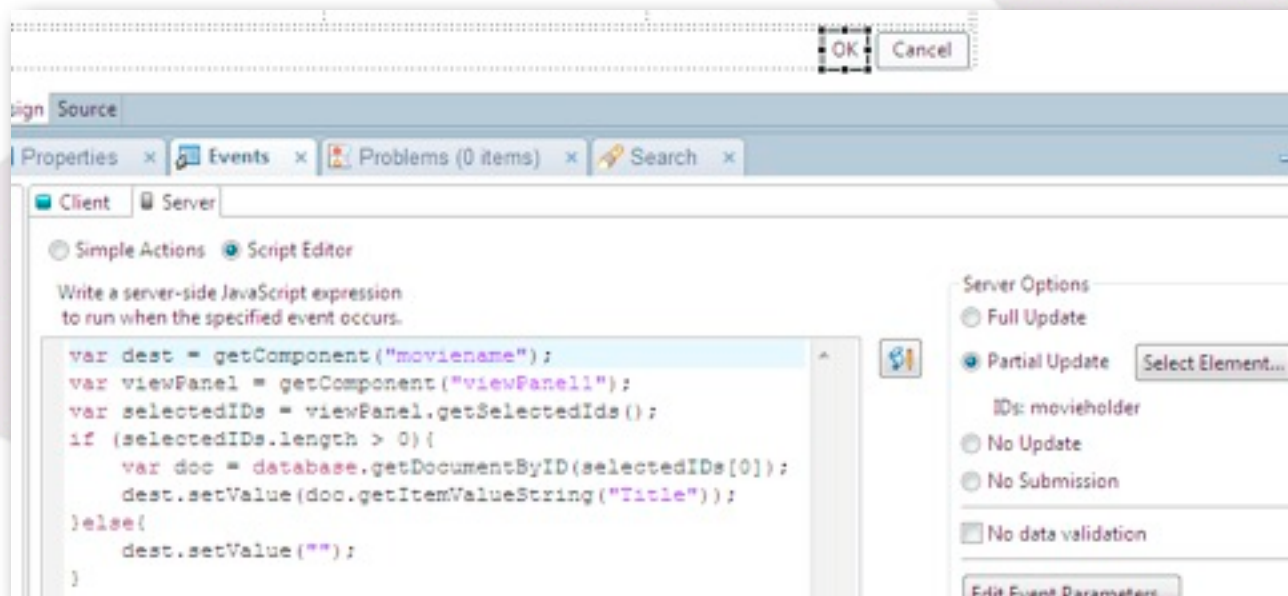 OK Cancel
sign Source
Properties Events Problems (0 items) Search
Client Server
Simple Actions Script Editor
Write a server-side JavaScript expression
to run when the specified event occurs.
var dest = getComponent("moviename");
var viewPanel = getComponent("viewPanel1");
var selectedIDs = viewPanel.getSelectedIds();
if (selectedIDs.length > 0){
var doc = database.getDocumentByID(selectedIDs[0]);
dest.setValue(doc.getItemValueString("Title"));
}else{
dest.setValue("");
}
Server Options
Full Update
Partial Update Select Element...
IDs: movieholder
No Update
No Submission
No data validation
Edit Event Parameters...